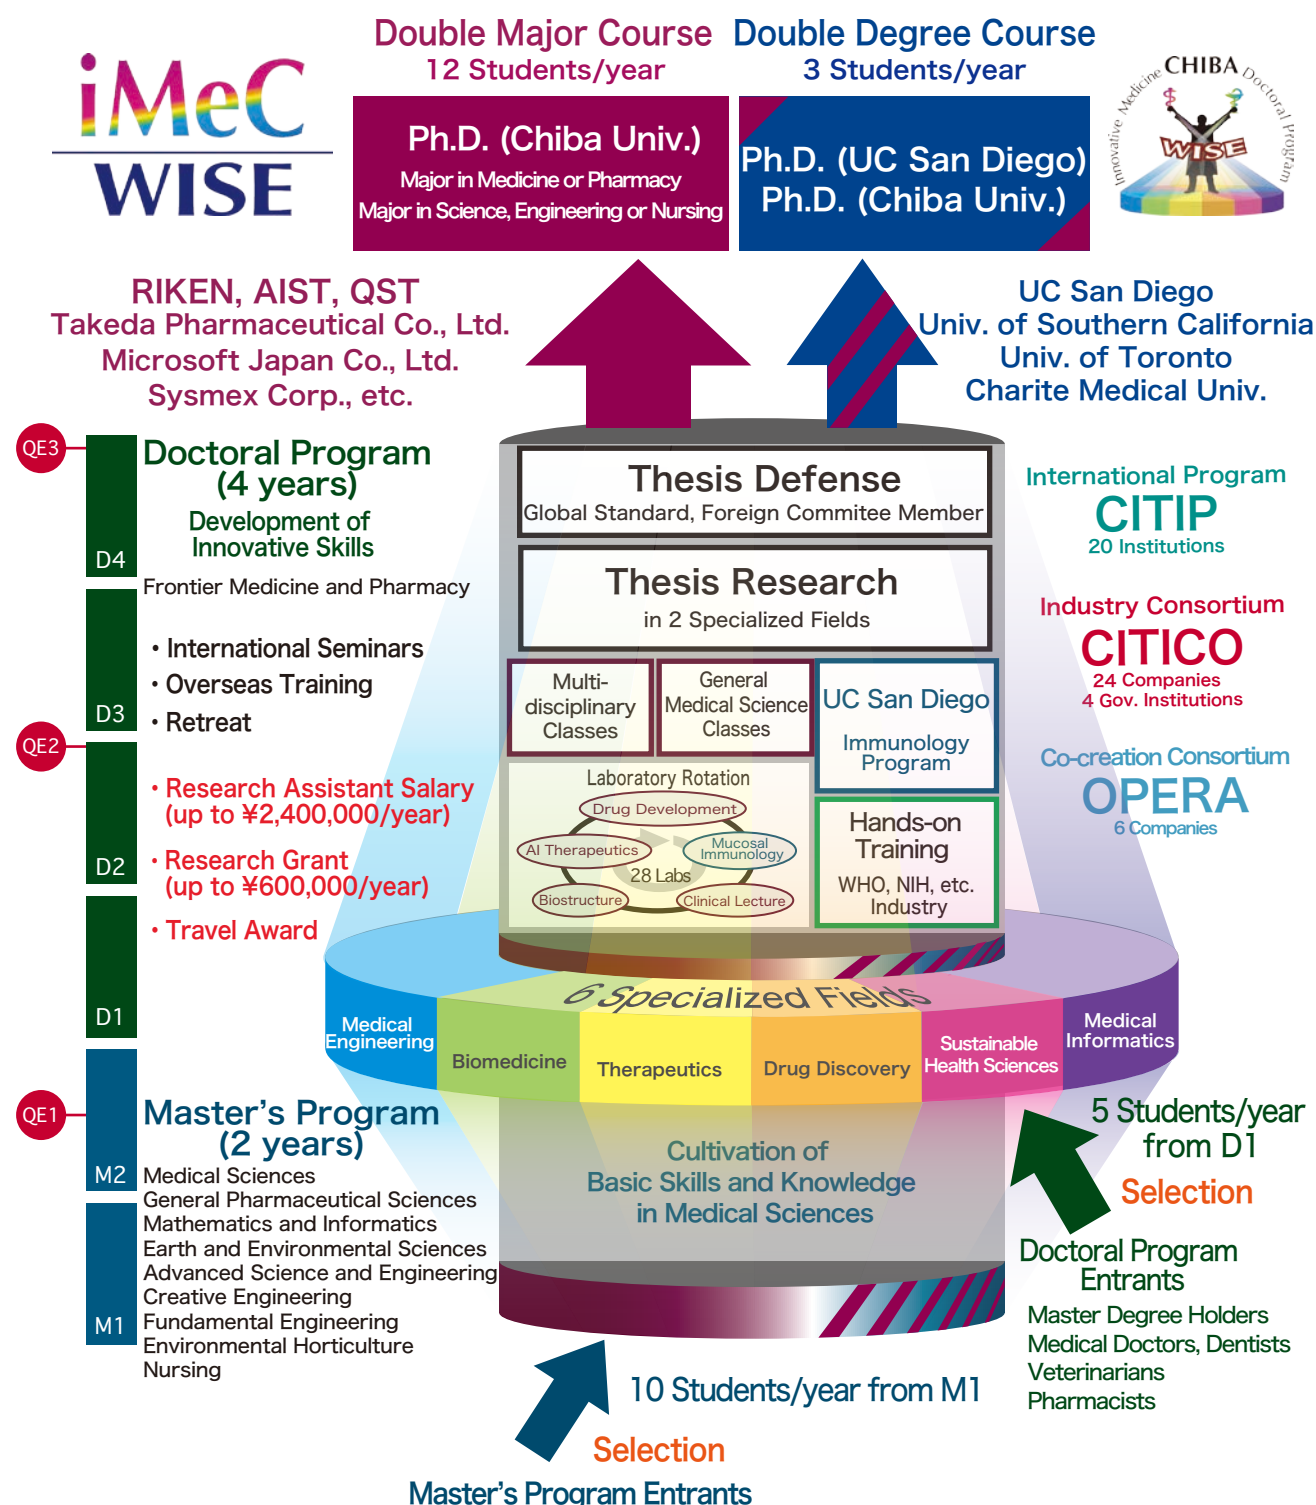 iMeC
WISE
Double Major Course
12 Students/year
Ph.D. (Chiba Univ.)
Major in Medicine or Pharmacy
Major in Science, Engineering or Nursing
Double Degree Course
3 Students/year
Ph.D. (UC San Diego)
Ph.D. (Chiba Univ.)
Innovative Medicine CHIBA Doctoral Program
WISE
RIKEN, AIST, QST
Takeda Pharmaceutical Co., Ltd.
Microsoft Japan Co., Ltd.
Sysmex Corp., etc.
UC San Diego
Univ. of Southern California
Univ. of Toronto
Charite Medical Univ.
QE3
D4
D3
QE2
D2
D1
QE1
M2
M1
Doctoral Program
(4 years)
Development of
Innovative Skills
Frontier Medicine and Pharmacy
・International Seminars
・Overseas Training
・Retreat
・Research Assistant Salary
(up to ¥2,400,000/year)
・Research Grant
(up to ¥600,000/year)
・Travel Award
Master's Program
(2 years)
Medical Sciences
General Pharmaceutical Sciences
Mathematics and Informatics
Earth and Environmental Sciences
Advanced Science and Engineering
Creative Engineering
Fundamental Engineering
Environmental Horticulture
Nursing
Thesis Defense
Global Standard, Foreign Commitee Member
Thesis Research
in 2 Specialized Fields
Multi-
disciplinary
Classes
General
Medical Science
Classes
UC San Diego
Immunology
Program
Laboratory Rotation
Drug Development
AI Therapeutics
Mucosal
Immunology
28 Labs
Biostructure
Clinical Lecture
Hands-on
Training
WHO, NIH, etc.
Industry
International Program
CITIP
20 Institutions
Industry Consortium
CITICO
24 Companies
4 Gov. Institutions
Co-creation Consortium
OPERA
6 Companies
6 Specialized Fields
Medical
Engineering
Biomedicine
Therapeutics
Drug Discovery
Sustainable
Health Sciences
Medical
Informatics
Cultivation of
Basic Skills and Knowledge
in Medical Sciences
5 Students/year
from D1
Selection
Doctoral Program
Entrants
Master Degree Holders
Medical Doctors, Dentists
Veterinarians
Pharmacists
10 Students/year from M1
Selection
Master's Program Entrants